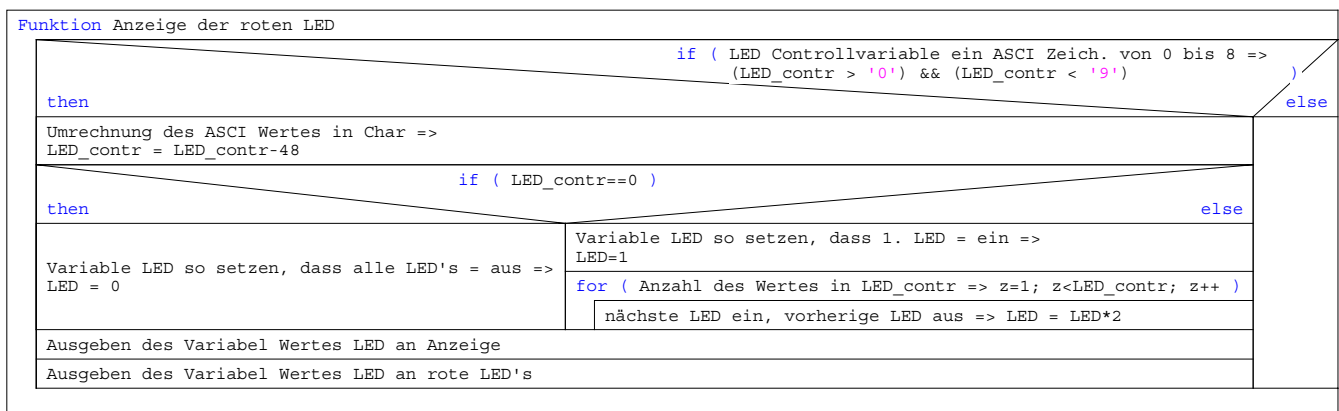 Funktion Anzeige der roten LED
if ( LED Controllvariable ein ASCI Zeich. von 0 bis 8 =>
(LED_contr > '0') && (LED_contr < '9') )
then else
Umrechnung des ASCI Wertes in Char =>
LED_contr = LED_contr-48
if ( LED_contr==0 )
then else
Variable LED so setzen, dass alle LED's = aus =>
LED = 0
Variable LED so setzen, dass 1. LED = ein =>
LED=1
for ( Anzahl des Wertes in LED_contr => z=1; z<LED_contr; z++ )
nächste LED ein, vorherige LED aus => LED = LED*2
Ausgeben des Variabel Wertes LED an Anzeige
Ausgeben des Variabel Wertes LED an rote LED's